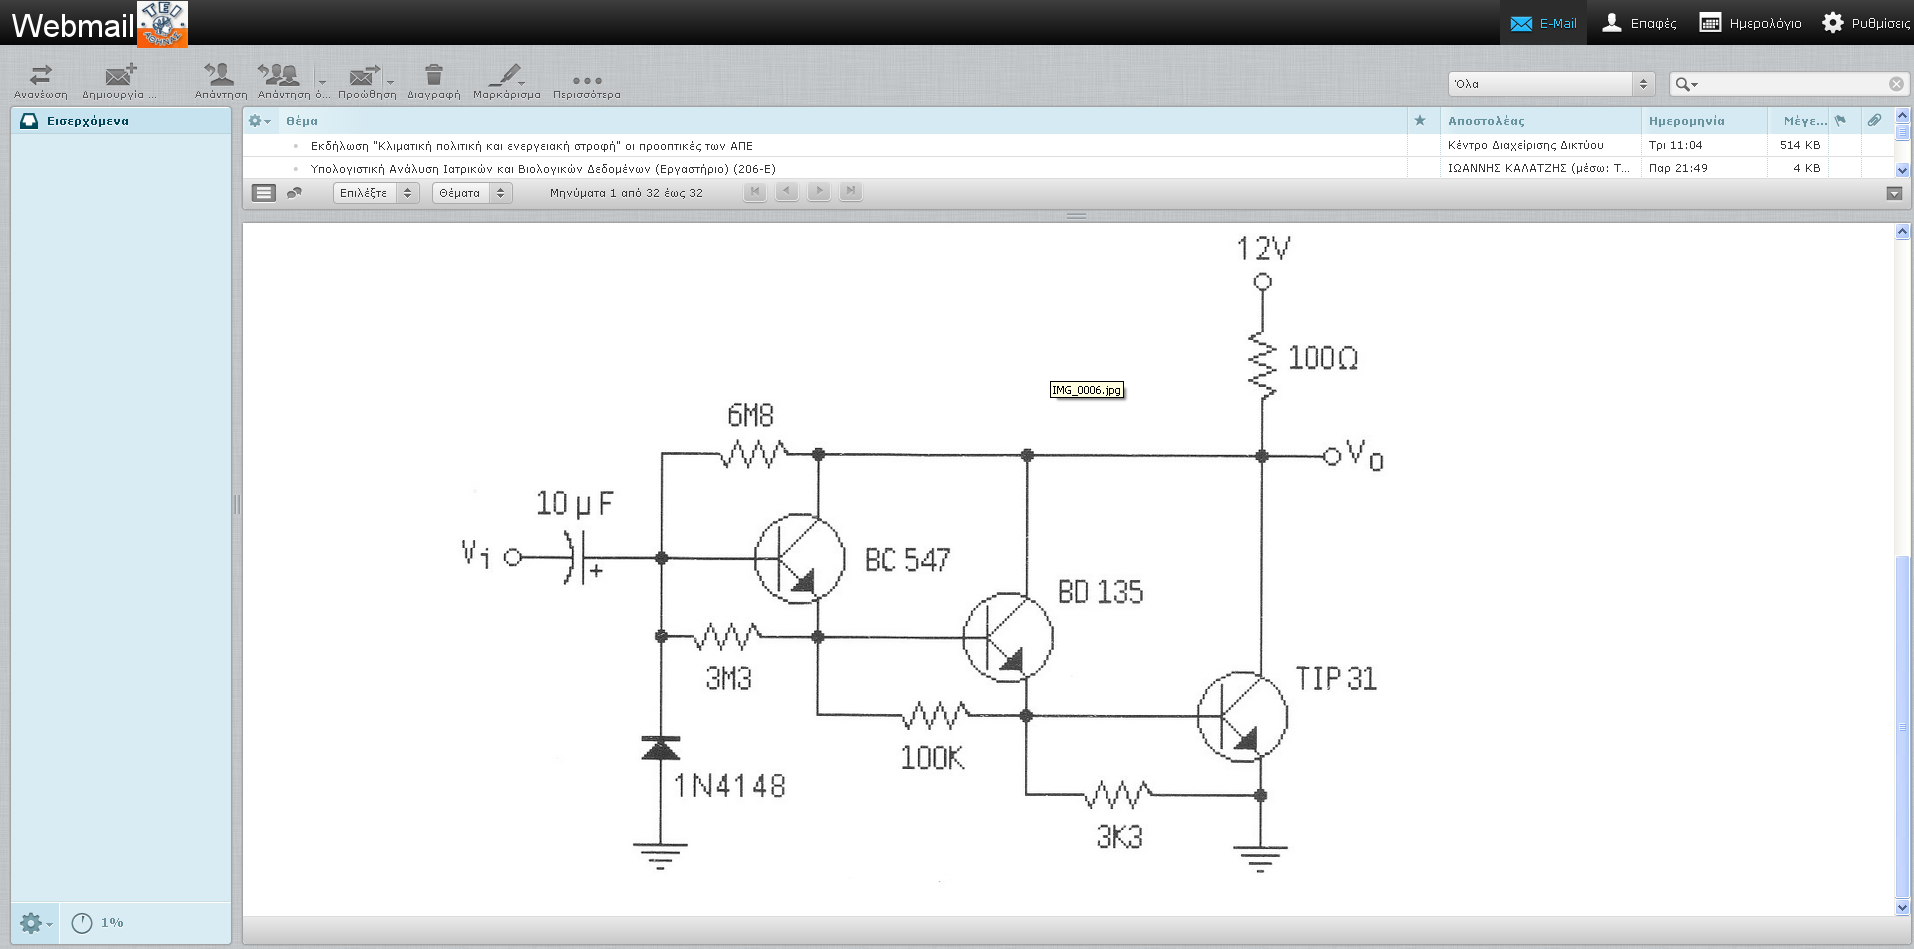 Webmail
ΤΕΙ
ΑΘΗΝΑΣ
E-Mail
Επαφές
Ημερολόγιο
Ρυθμίσεις
Ανανέωση
Δημιουργία ...
Απάντηση
Απάντηση ό...
Προώθηση
Διαγραφή
Μαρκάρισμα
Περισσότερα
Όλα
Εισερχόμενα
Θέμα
Αποστολέας
Ημερομηνία
Μέγε...
Εκδήλωση "Κλιματική πολιτική και ενεργειακή στροφή" οι προοπτικές των ΑΠΕ
Κέντρο Διαχείρισης Δικτύου
Τρι 11:04
514 KB
Υπολογιστική Ανάλυση Ιατρικών και Βιολογικών Δεδομένων (Εργαστήριο) (206-Ε)
ΙΩΑΝΝΗΣ ΚΑΛΑΤΖΗΣ (μέσω: Τ...
Παρ 21:49
4 KB
Επιλέξτε
Θέματα
Μηνύματα 1 από 32 έως 32
12V
100Ω
IMG_0006.jpg
6M8
Vo
10 µF
Vi
+
BC 547
BD 135
3M3
TIP 31
100K
1N4148
3K3
1%